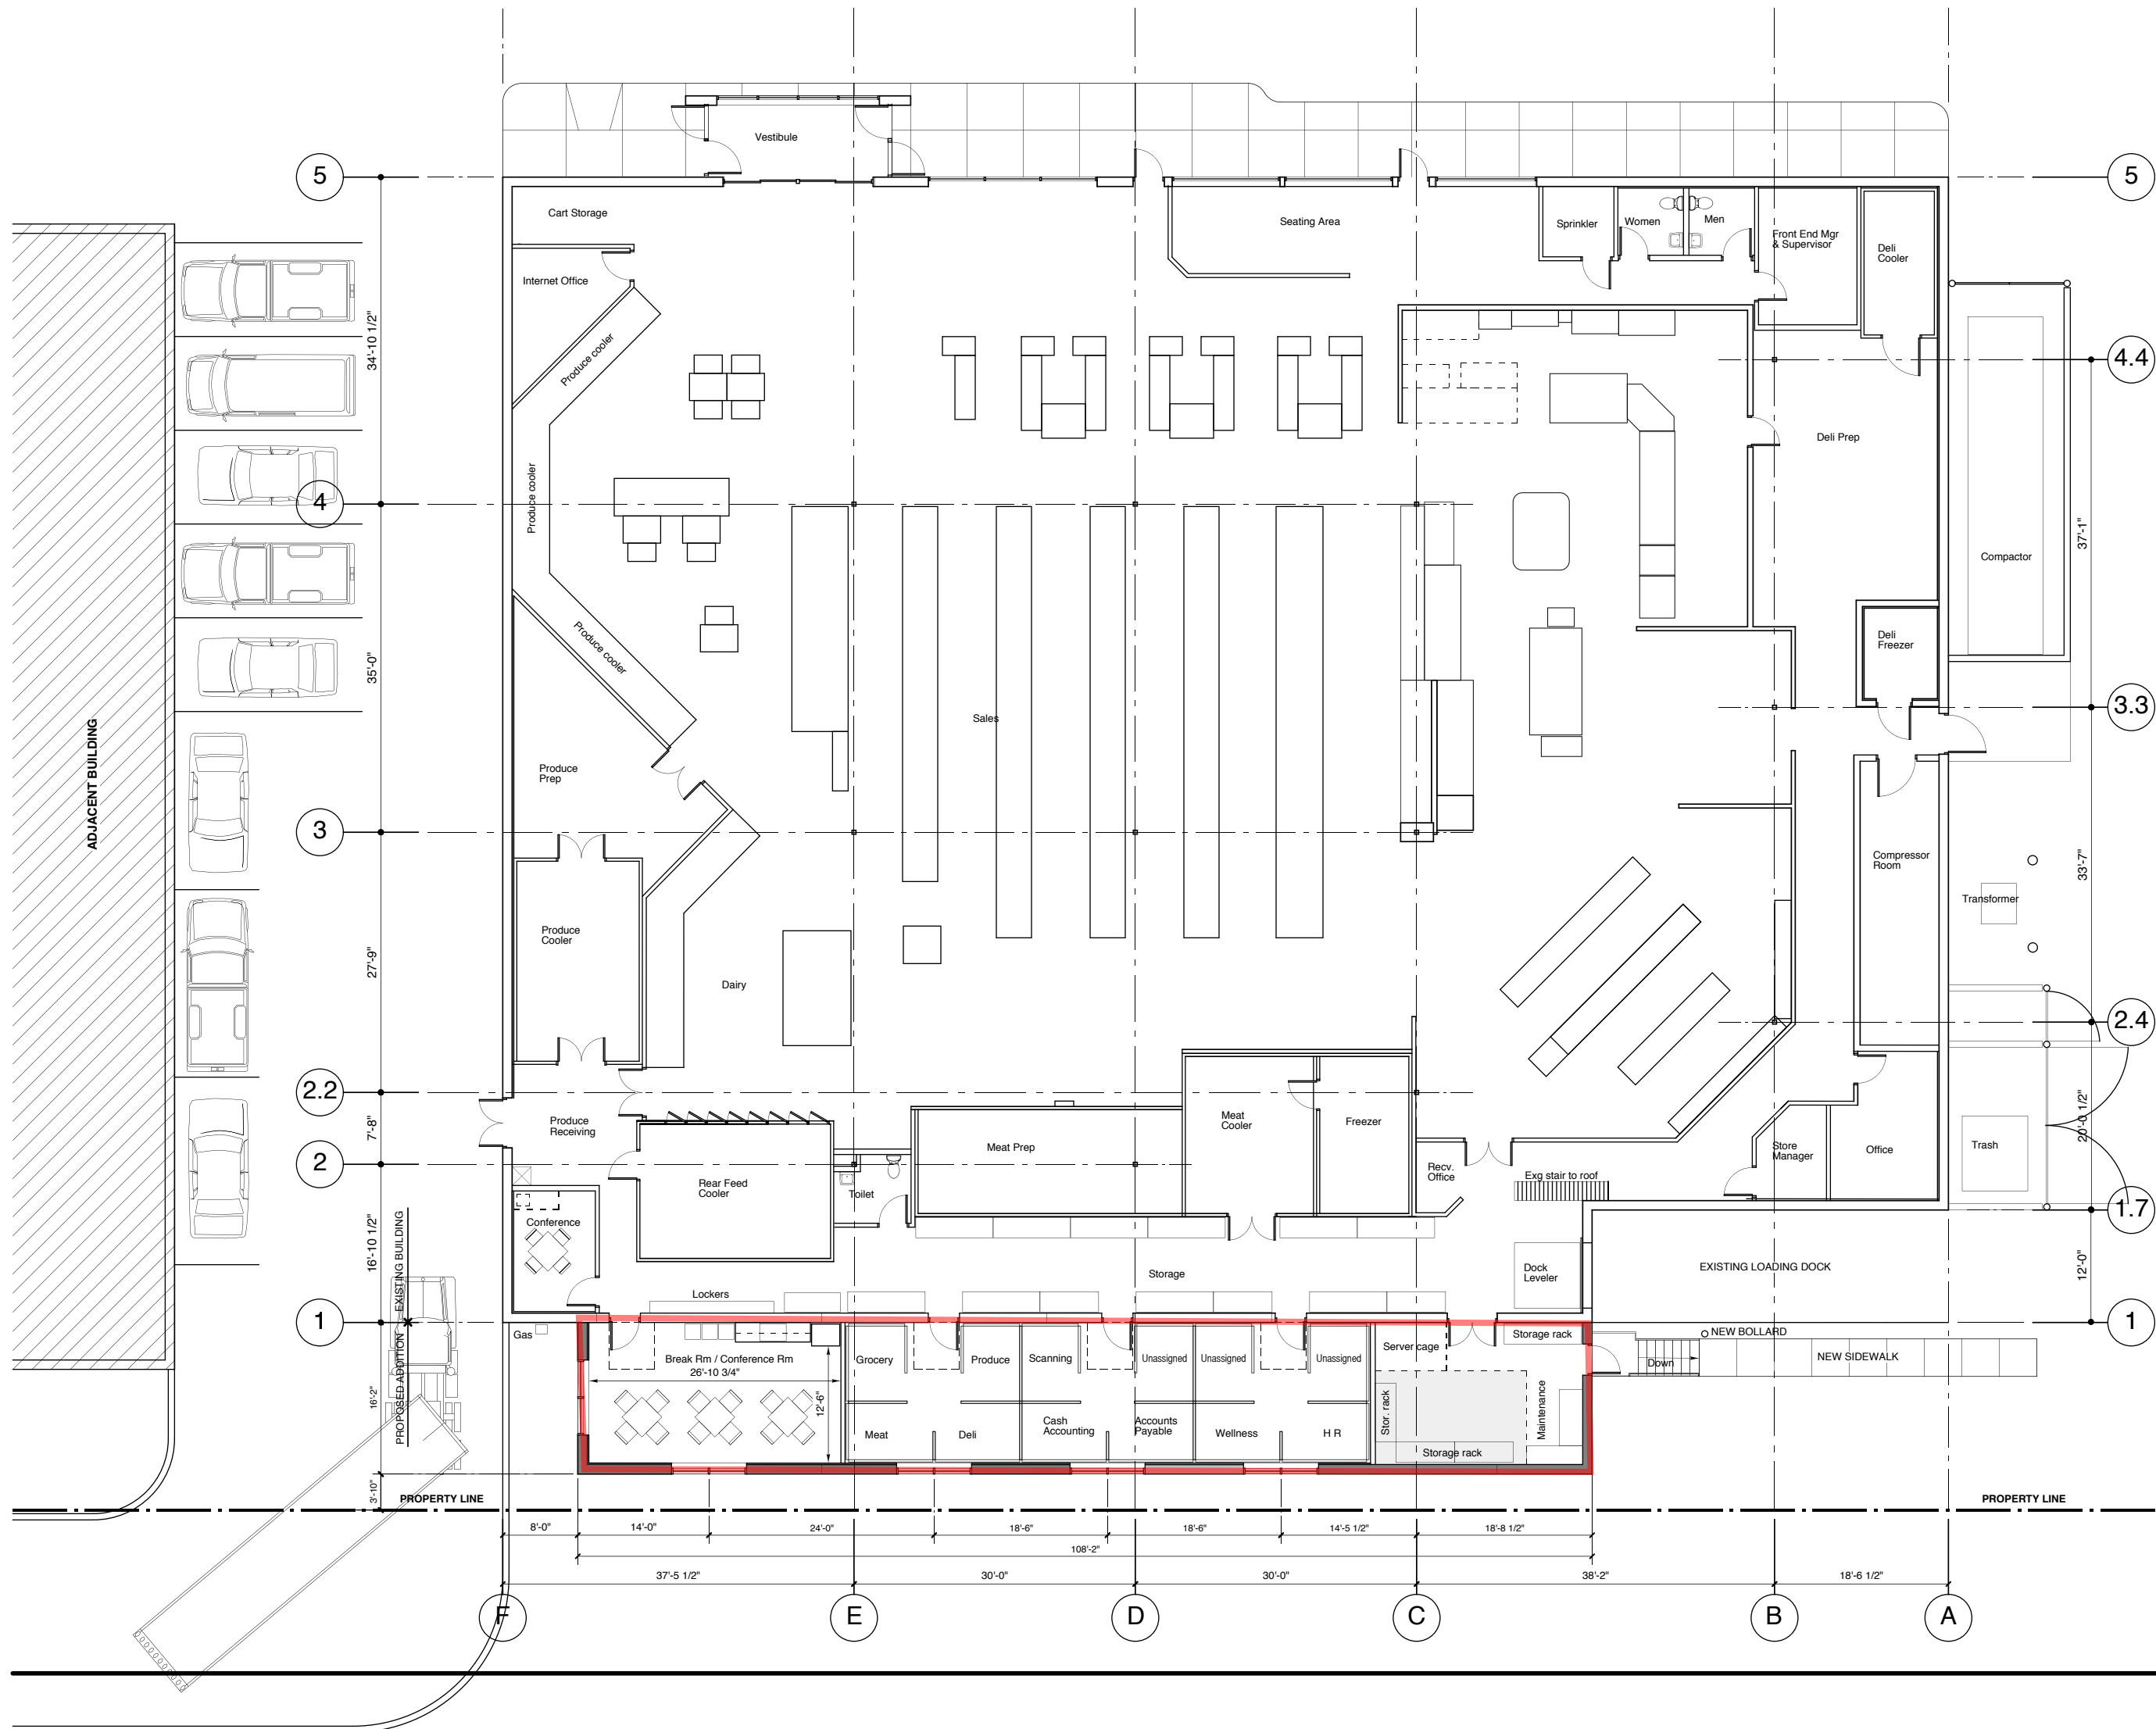 Vestibule
5
5
Cart Storage
Seating Area
Sprinkler
Women
Men
Front End Mgr
& Supervisor
Deli
Cooler
Internet Office
34'-10 1/2"
Produce cooler
4.4
Deli Prep
Produce cooler
4
37'-1"
Compactor
Produce cooler
Deli
Freezer
35'-0"
ADJACENT BUILDING
Sales
3.3
Produce
Prep
3
Compressor
Room
33'-7"
Transformer
Produce
Cooler
27'-9"
Dairy
2.4
2.2
Produce
Receiving
7'-8"
Meat
Cooler
Freezer
20'-0 1/2"
Meat Prep
Store
Manager
Office
Trash
2
Recv.
Office
Exg stair to roof
Rear Feed
Cooler
Toilet
1.7
Conference
16'-10 1/2"
EXISTING BUILDING
Storage
Dock
Leveler
EXISTING LOADING DOCK
12'-0"
Lockers
1
1
Gas
Storage rack
NEW BOLLARD
Server cage
Break Rm / Conference Rm
26'-10 3/4"
Grocery
Produce
Scanning
Unassigned
Unassigned
Unassigned
Down
NEW SIDEWALK
PROPOSED ADDITION
16'-2"
12'-6"
Stor. rack
Maintenance
Meat
Deli
Cash
Accounting
Accounts
Payable
Wellness
H R
Storage rack
3'-10"
PROPERTY LINE
PROPERTY LINE
8'-0"
14'-0"
24'-0"
18'-6"
18'-6"
14'-5 1/2"
18'-8 1/2"
108'-2"
37'-5 1/2"
30'-0"
30'-0"
38'-2"
18'-6 1/2"
F
E
D
C
B
A